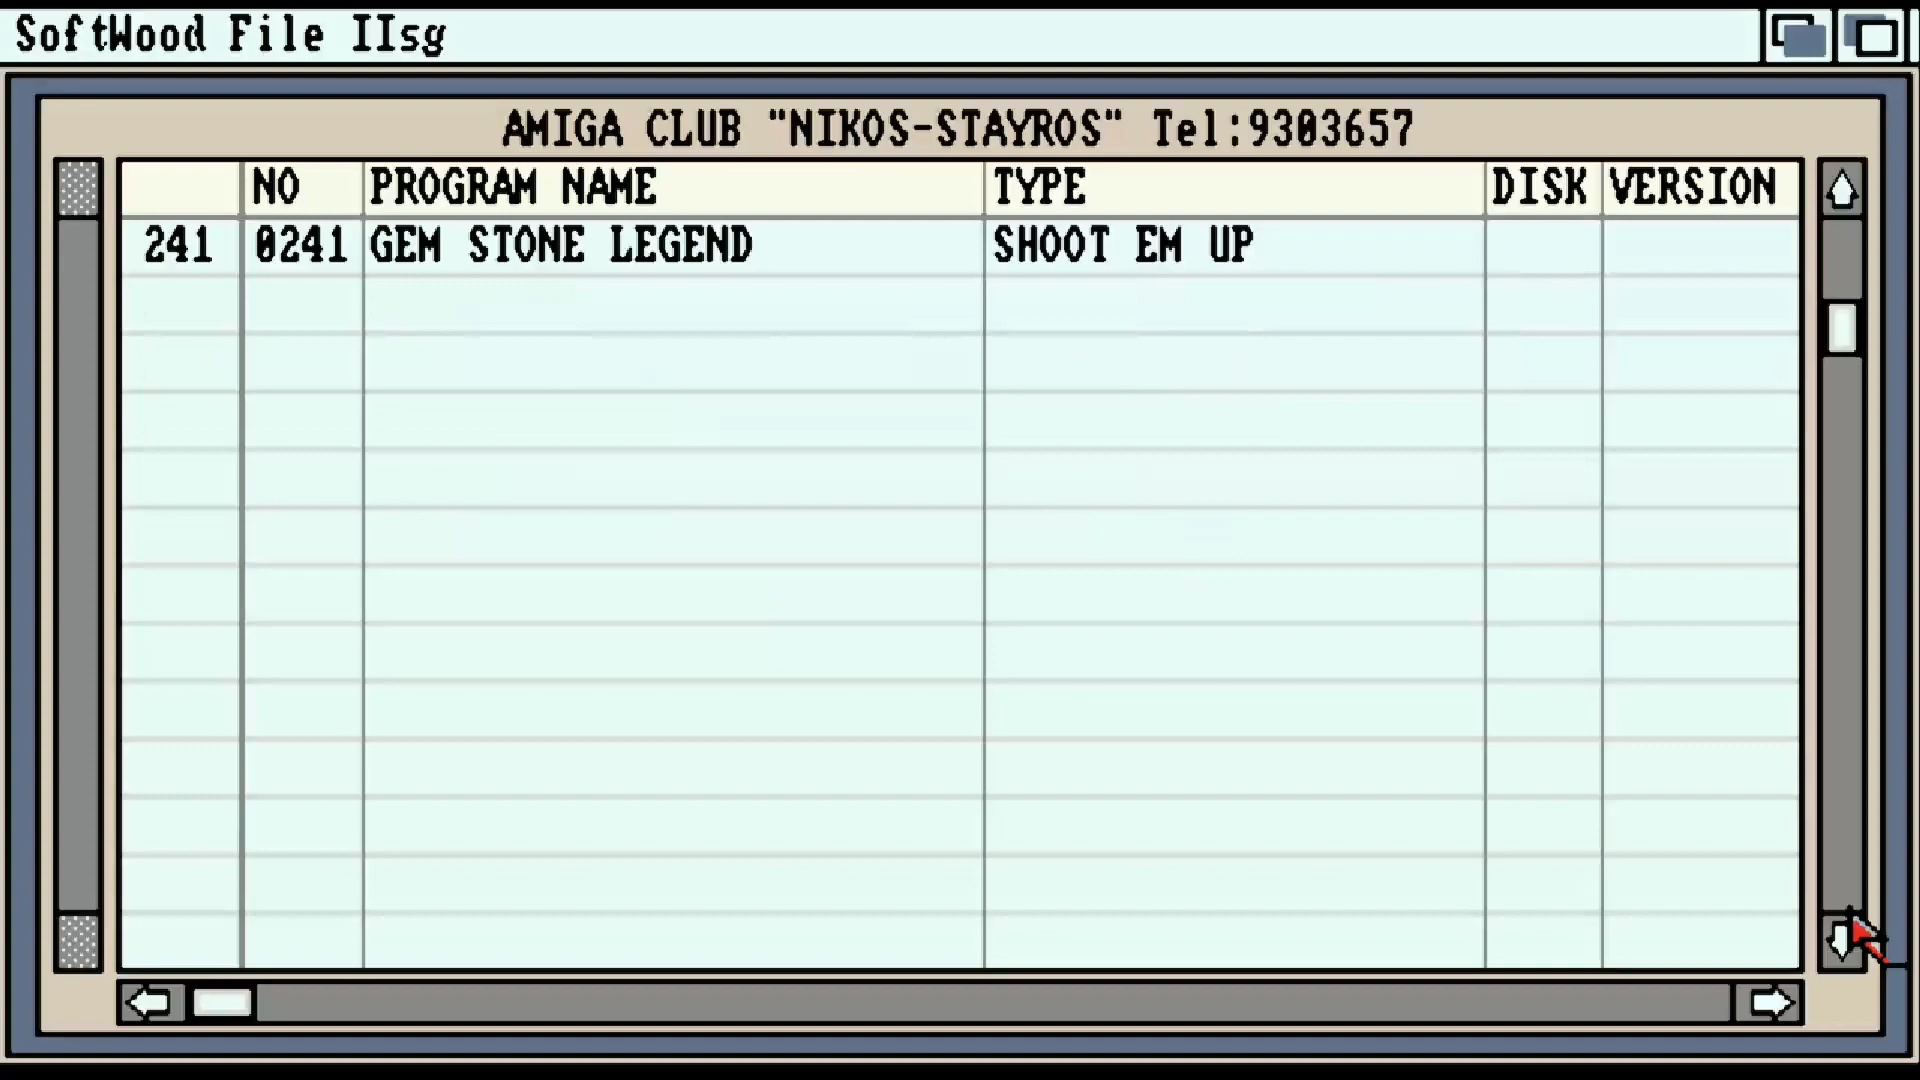 SoftWood File IIsg
AMIGA CLUB "NIKOS-STAYROS" Tel:9303657
NO PROGRAM NAME TYPE DISK VERSION
241 0241 GEM STONE LEGEND SHOOT EM UP